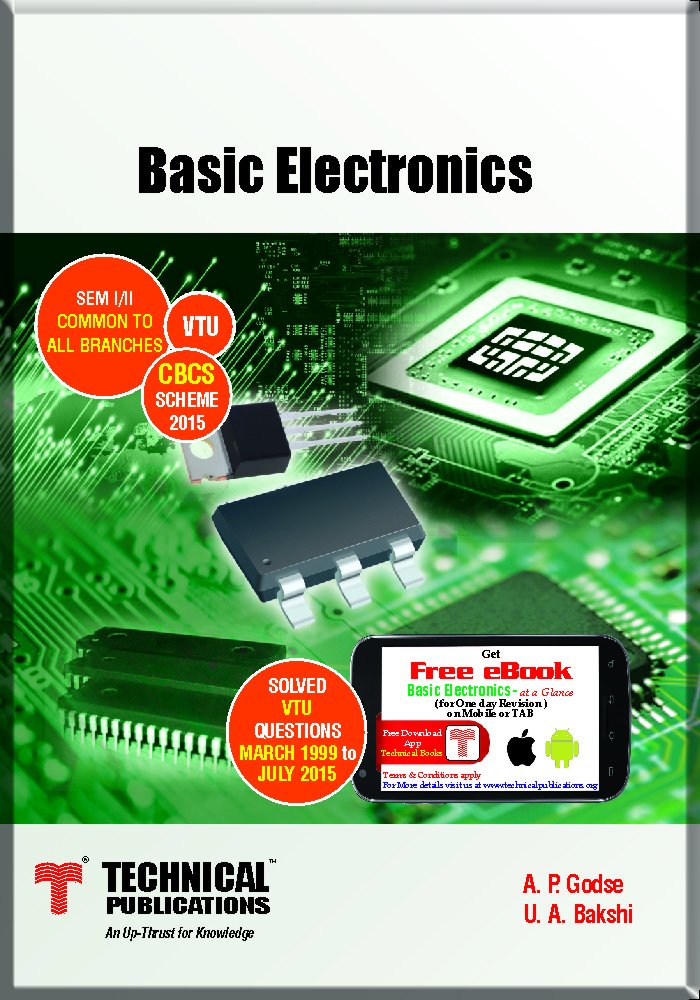 Basic Electronics
SEM I/II
COMMON TO
ALL BRANCHES
VTU
CBCS
SCHEME
2015
SOLVED
VTU
QUESTIONS
MARCH 1999 to
JULY 2015
Get
Free eBook
Basic Electronics - at a Glance
(for One day Revision )
on Mobile or TAB
Free Download
App
Technical Books
Terms & Conditions apply
For More details visit us at www.technicalpublications.org
®
TECHNICAL™
PUBLICATIONS
An Up-Thrust for Knowledge
A. P. Godse
U. A. Bakshi